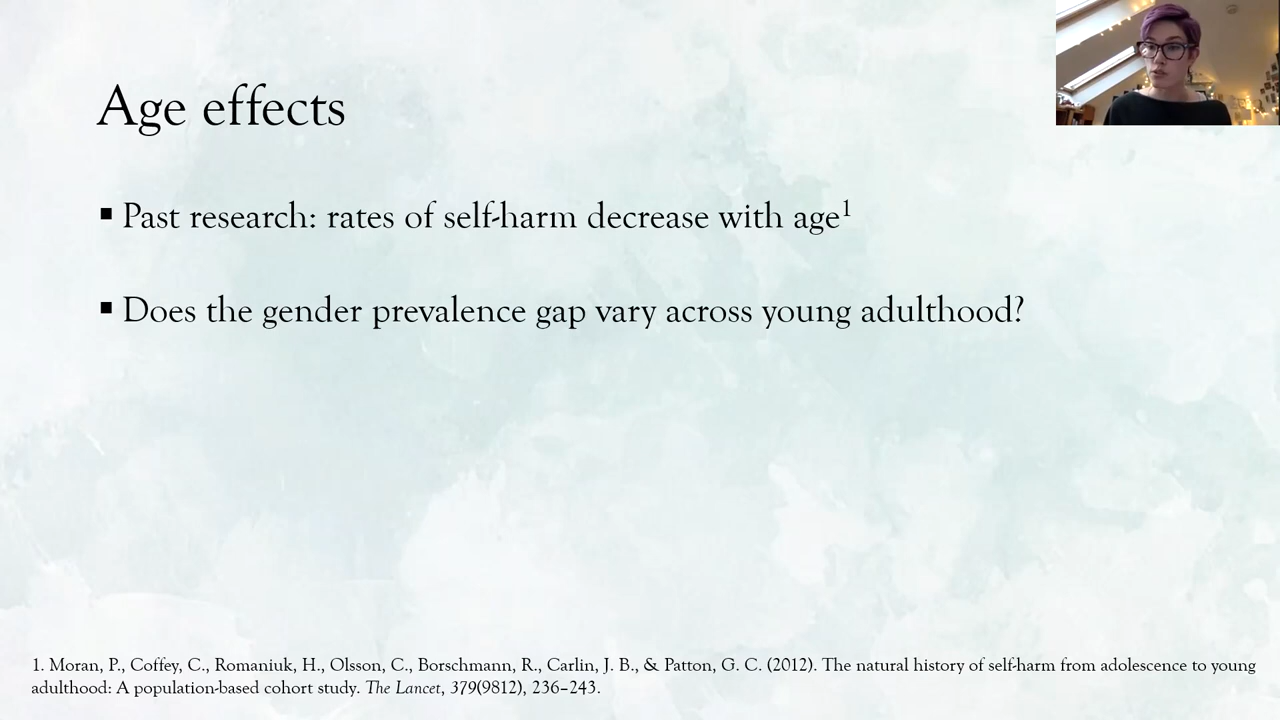 Age effects
▪ Past research: rates of self-harm decrease with age¹
▪ Does the gender prevalence gap vary across young adulthood?
1. Moran, P., Coffey, C., Romaniuk, H., Olsson, C., Borschmann, R., Carlin, J. B., & Patton, G. C. (2012). The natural history of self-harm from adolescence to young
adulthood: A population-based cohort study. The Lancet, 379(9812), 236–243.